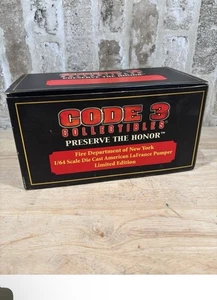 CODE 3
COLLECTIBLES
PRESERVE THE HONOR™
Fire Department of New York
1/64 Scale Die Cast American LaFrance Pumper
Limited Edition